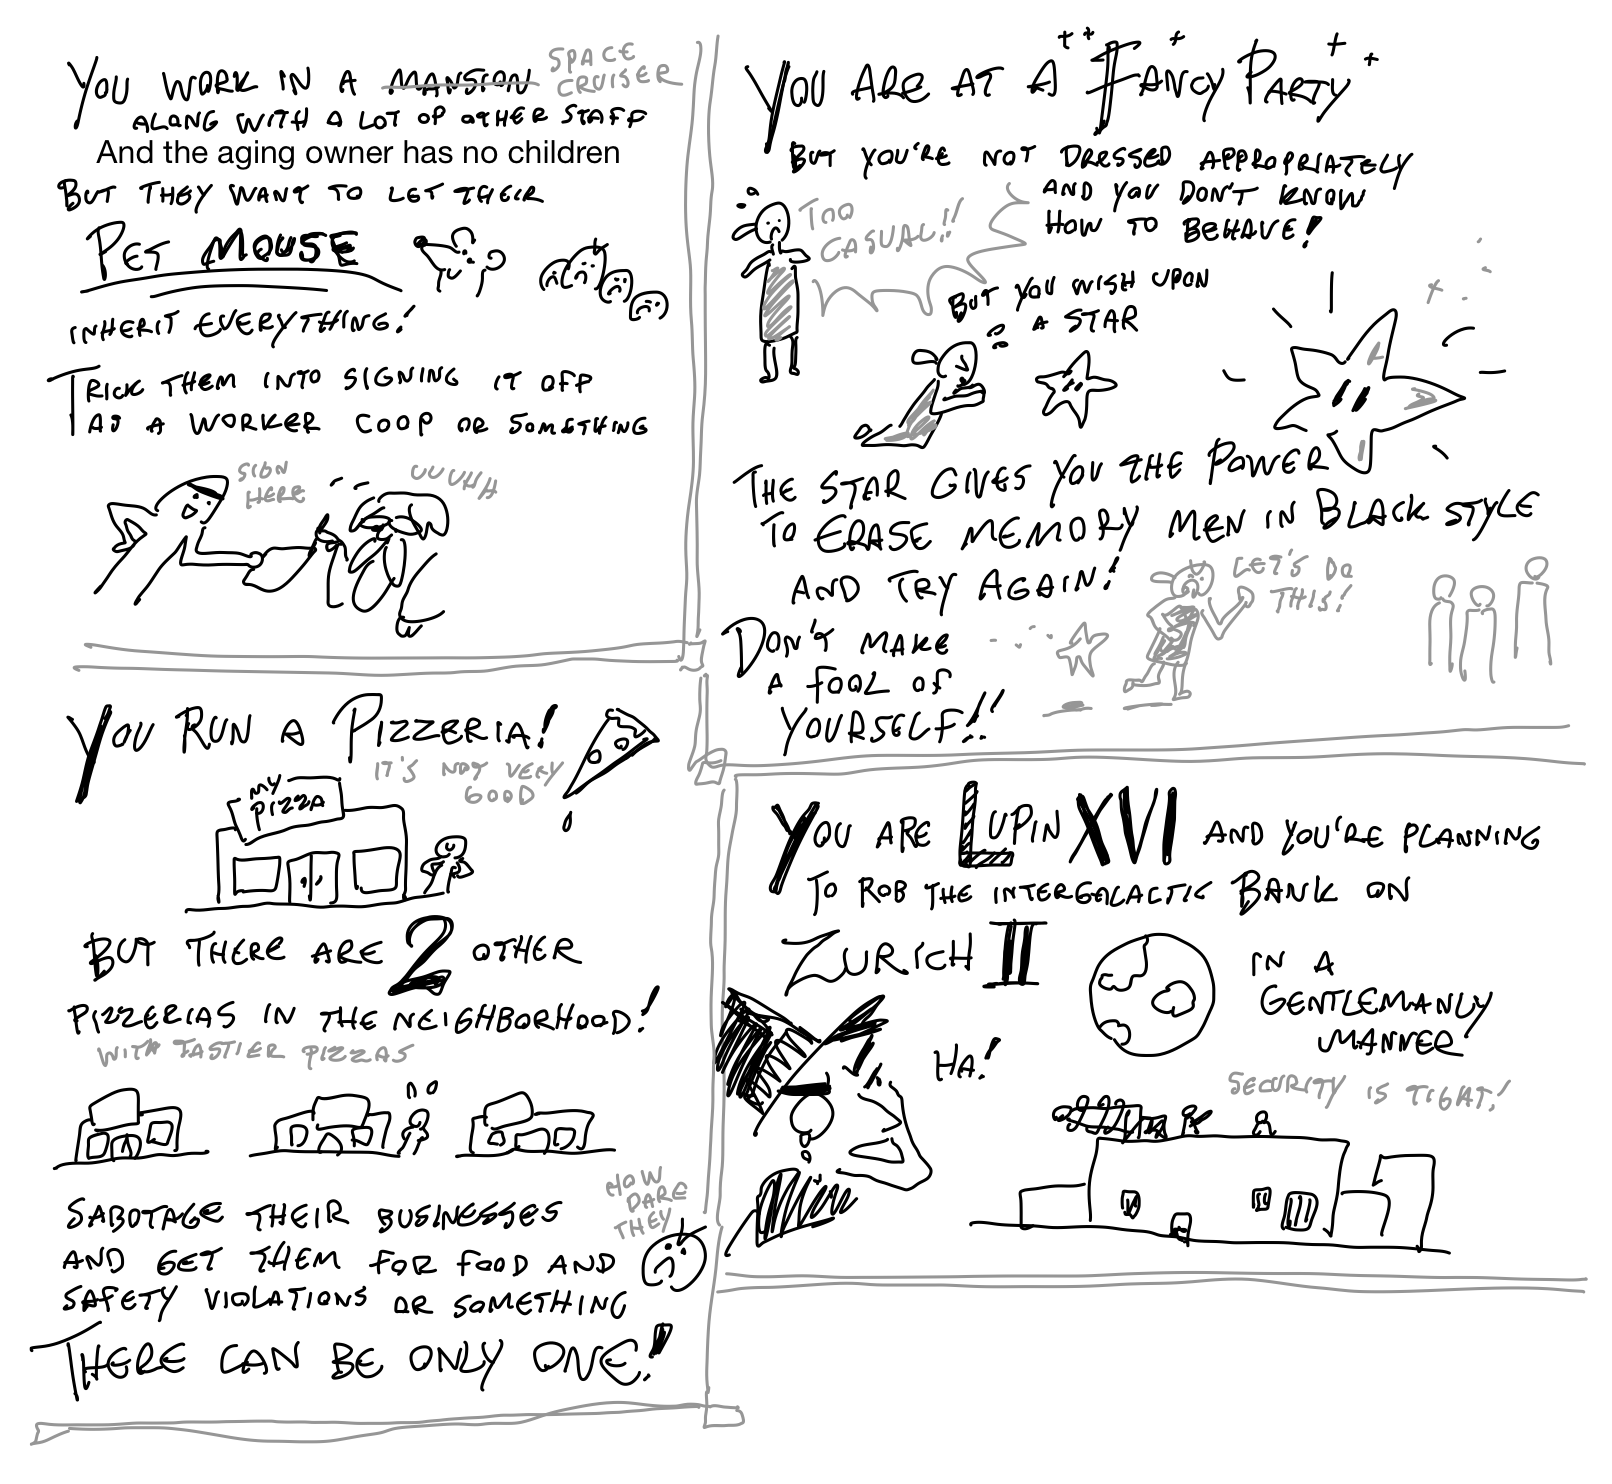 YOU WORK IN A MANSION SPACE CRUISER
ALONG WITH A LOT OF OTHER STAFF
And the aging owner has no children
BUT THEY WANT TO LET THEIR
PET MOUSE
INHERIT EVERYTHING!
TRICK THEM INTO SIGNING IT OFF
AS A WORKER COOP OR SOMETHING
SIGN HERE
UUUHH
YOU ARE AT A FANCY PARTY
BUT YOU'RE NOT DRESSED APPROPRIATELY
AND YOU DON'T KNOW
HOW TO BEHAVE!
TOO
CASUAL!!
BUT YOU WISH UPON
A STAR
THE STAR GIVES YOU THE POWER
TO ERASE MEMORY MEN IN BLACK STYLE
AND TRY AGAIN!
LET'S DO
THIS!
DON'T MAKE
A FOOL OF
YOURSELF!!
YOU RUN A PIZZERIA!
IT'S NOT VERY
GOOD
MY
PIZZA
BUT THERE ARE 2 OTHER
PIZZERIAS IN THE NEIGHBORHOOD!
WITH TASTIER PIZZAS
SABOTAGE THEIR BUSINESSES
AND GET THEM FOR FOOD AND
SAFETY VIOLATIONS OR SOMETHING
HOW
DARE
THEY
THERE CAN BE ONLY ONE!
YOU ARE LUPIN XVI AND YOU'RE PLANNING
TO ROB THE INTERGALACTIC BANK ON
ZURICH II
IN A
GENTLEMANLY
MANNER
HA!
SECURITY IS TIGHT!